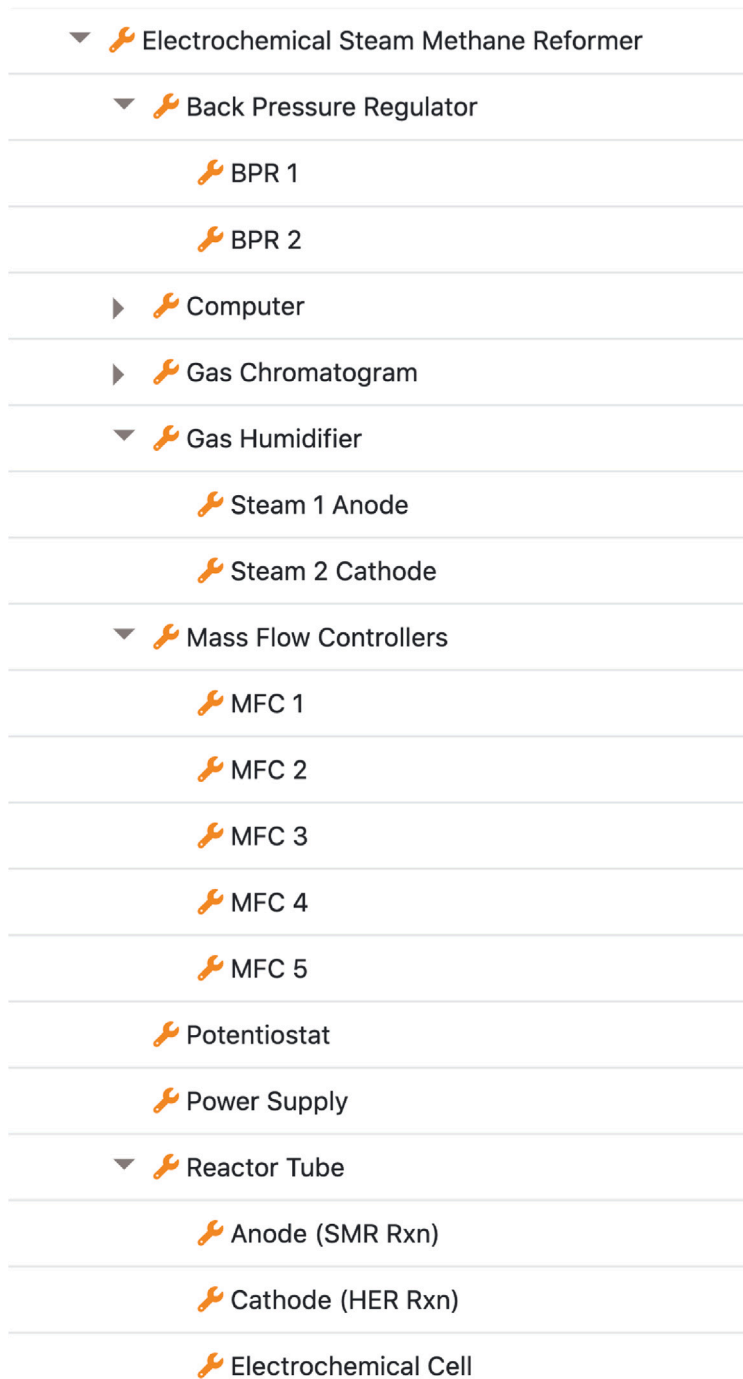 Electrochemical Steam Methane Reformer
Back Pressure Regulator
BPR 1
BPR 2
Computer
Gas Chromatogram
Gas Humidifier
Steam 1 Anode
Steam 2 Cathode
Mass Flow Controllers
MFC 1
MFC 2
MFC 3
MFC 4
MFC 5
Potentiostat
Power Supply
Reactor Tube
Anode (SMR Rxn)
Cathode (HER Rxn)
Electrochemical Cell